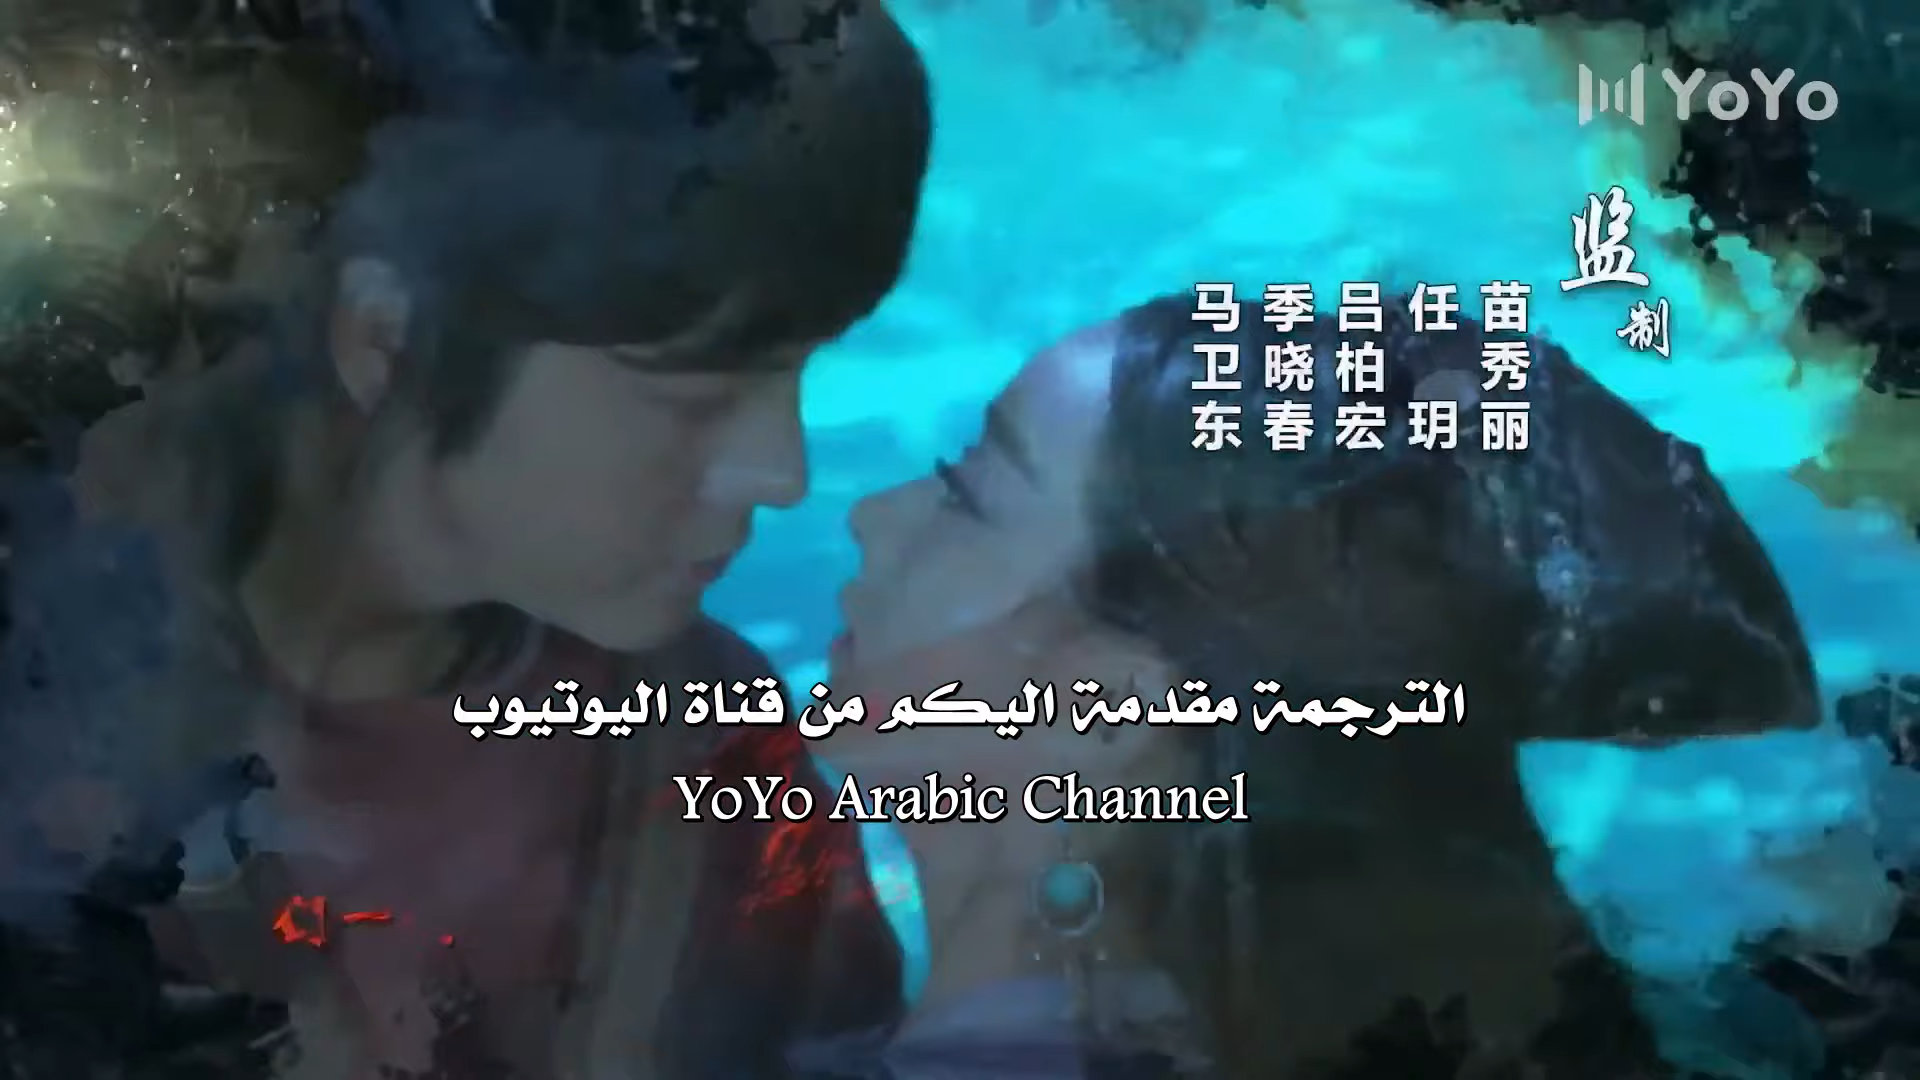 YoYo
监制
苗秀丽
任玥
吕柏宏
季晓春
马卫东
الترجمة مقدمة اليكم من قناة اليوتيوب
YoYo Arabic Channel